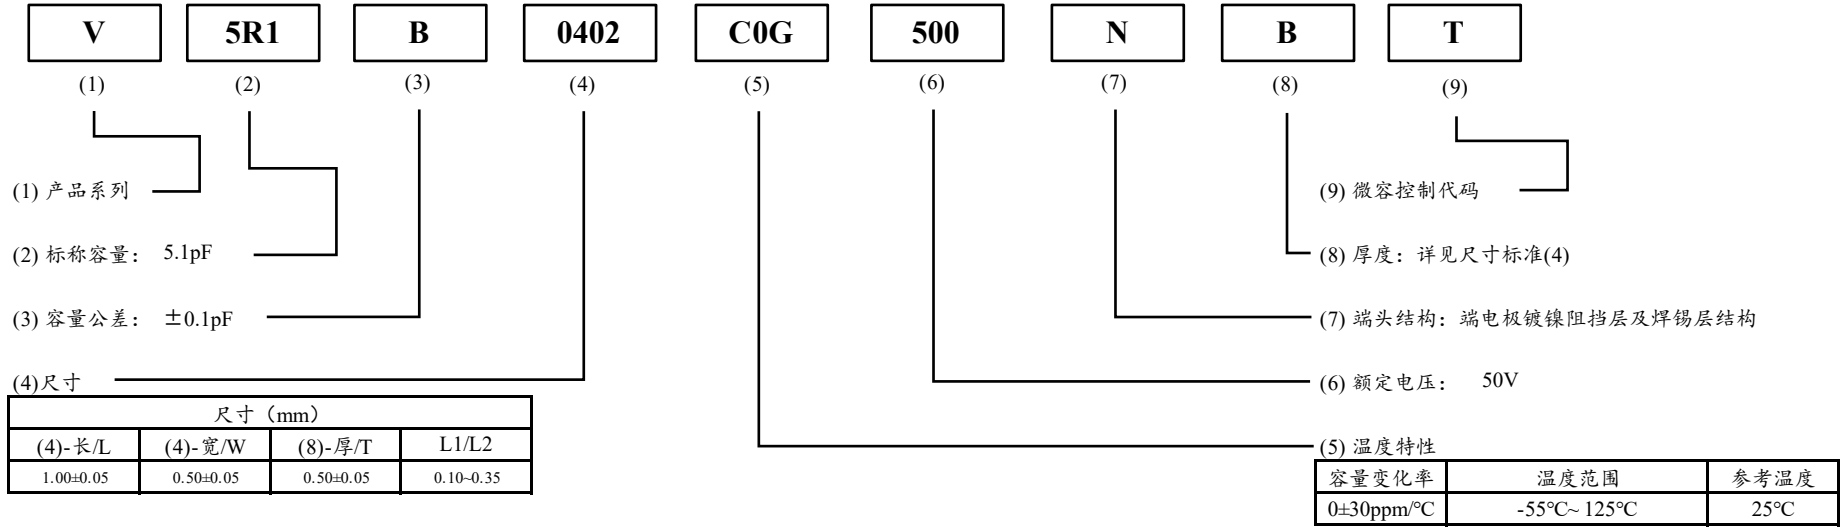 V 5R1 B 0402 C0G 500 N B T
(1) (2) (3) (4) (5) (6) (7) (8) (9)
(1) 产品系列
(9) 微容控制代码
(2) 标称容量： 5.1pF
(8) 厚度：详见尺寸标准(4)
(3) 容量公差： ±0.1pF
(7) 端头结构：端电极镀镍阻挡层及焊锡层结构
(4)尺寸
(6) 额定电压： 50V
尺寸（mm）
(4)-长/L (4)-宽/W (8)-厚/T L1/L2
1.00±0.05 0.50±0.05 0.50±0.05 0.10~0.35
(5) 温度特性
容量变化率 温度范围 参考温度
0±30ppm/℃ -55℃~ 125℃ 25℃